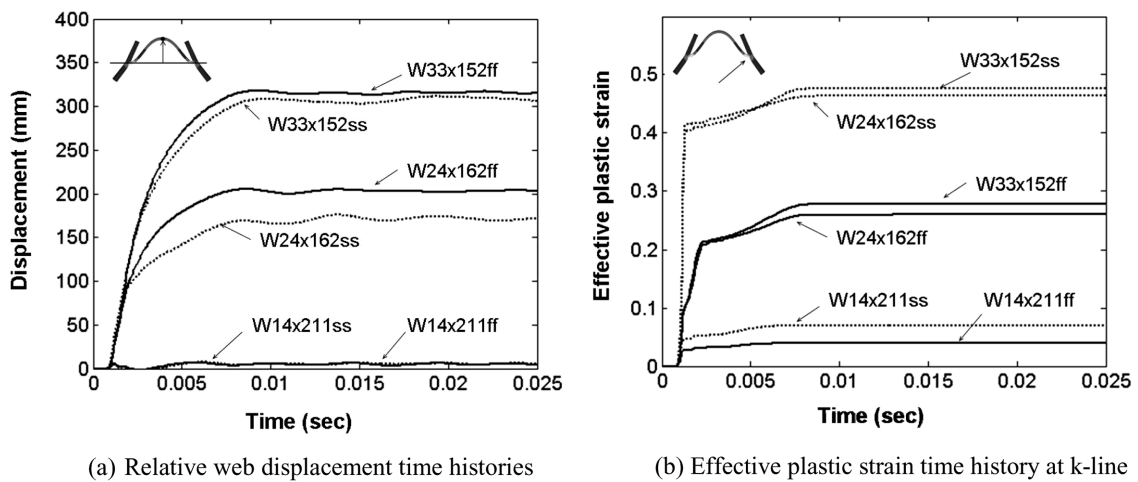 400
350
300
250
200
150
100
50
0
Displacement (mm)
W33x152ff
W33x152ss
W24x162ff
W24x162ss
W14x211ss
W14x211ff
0 0.005 0.01 0.015 0.02 0.025
Time (sec)
(a) Relative web displacement time histories
0.6
0.5
0.4
0.3
0.2
0.1
0
Effective plastic strain
W33x152ss
W24x162ss
W33x152ff
W24x162ff
W14x211ss
W14x211ff
0 0.005 0.01 0.015 0.02 0.025
Time (sec)
(b) Effective plastic strain time history at k-line